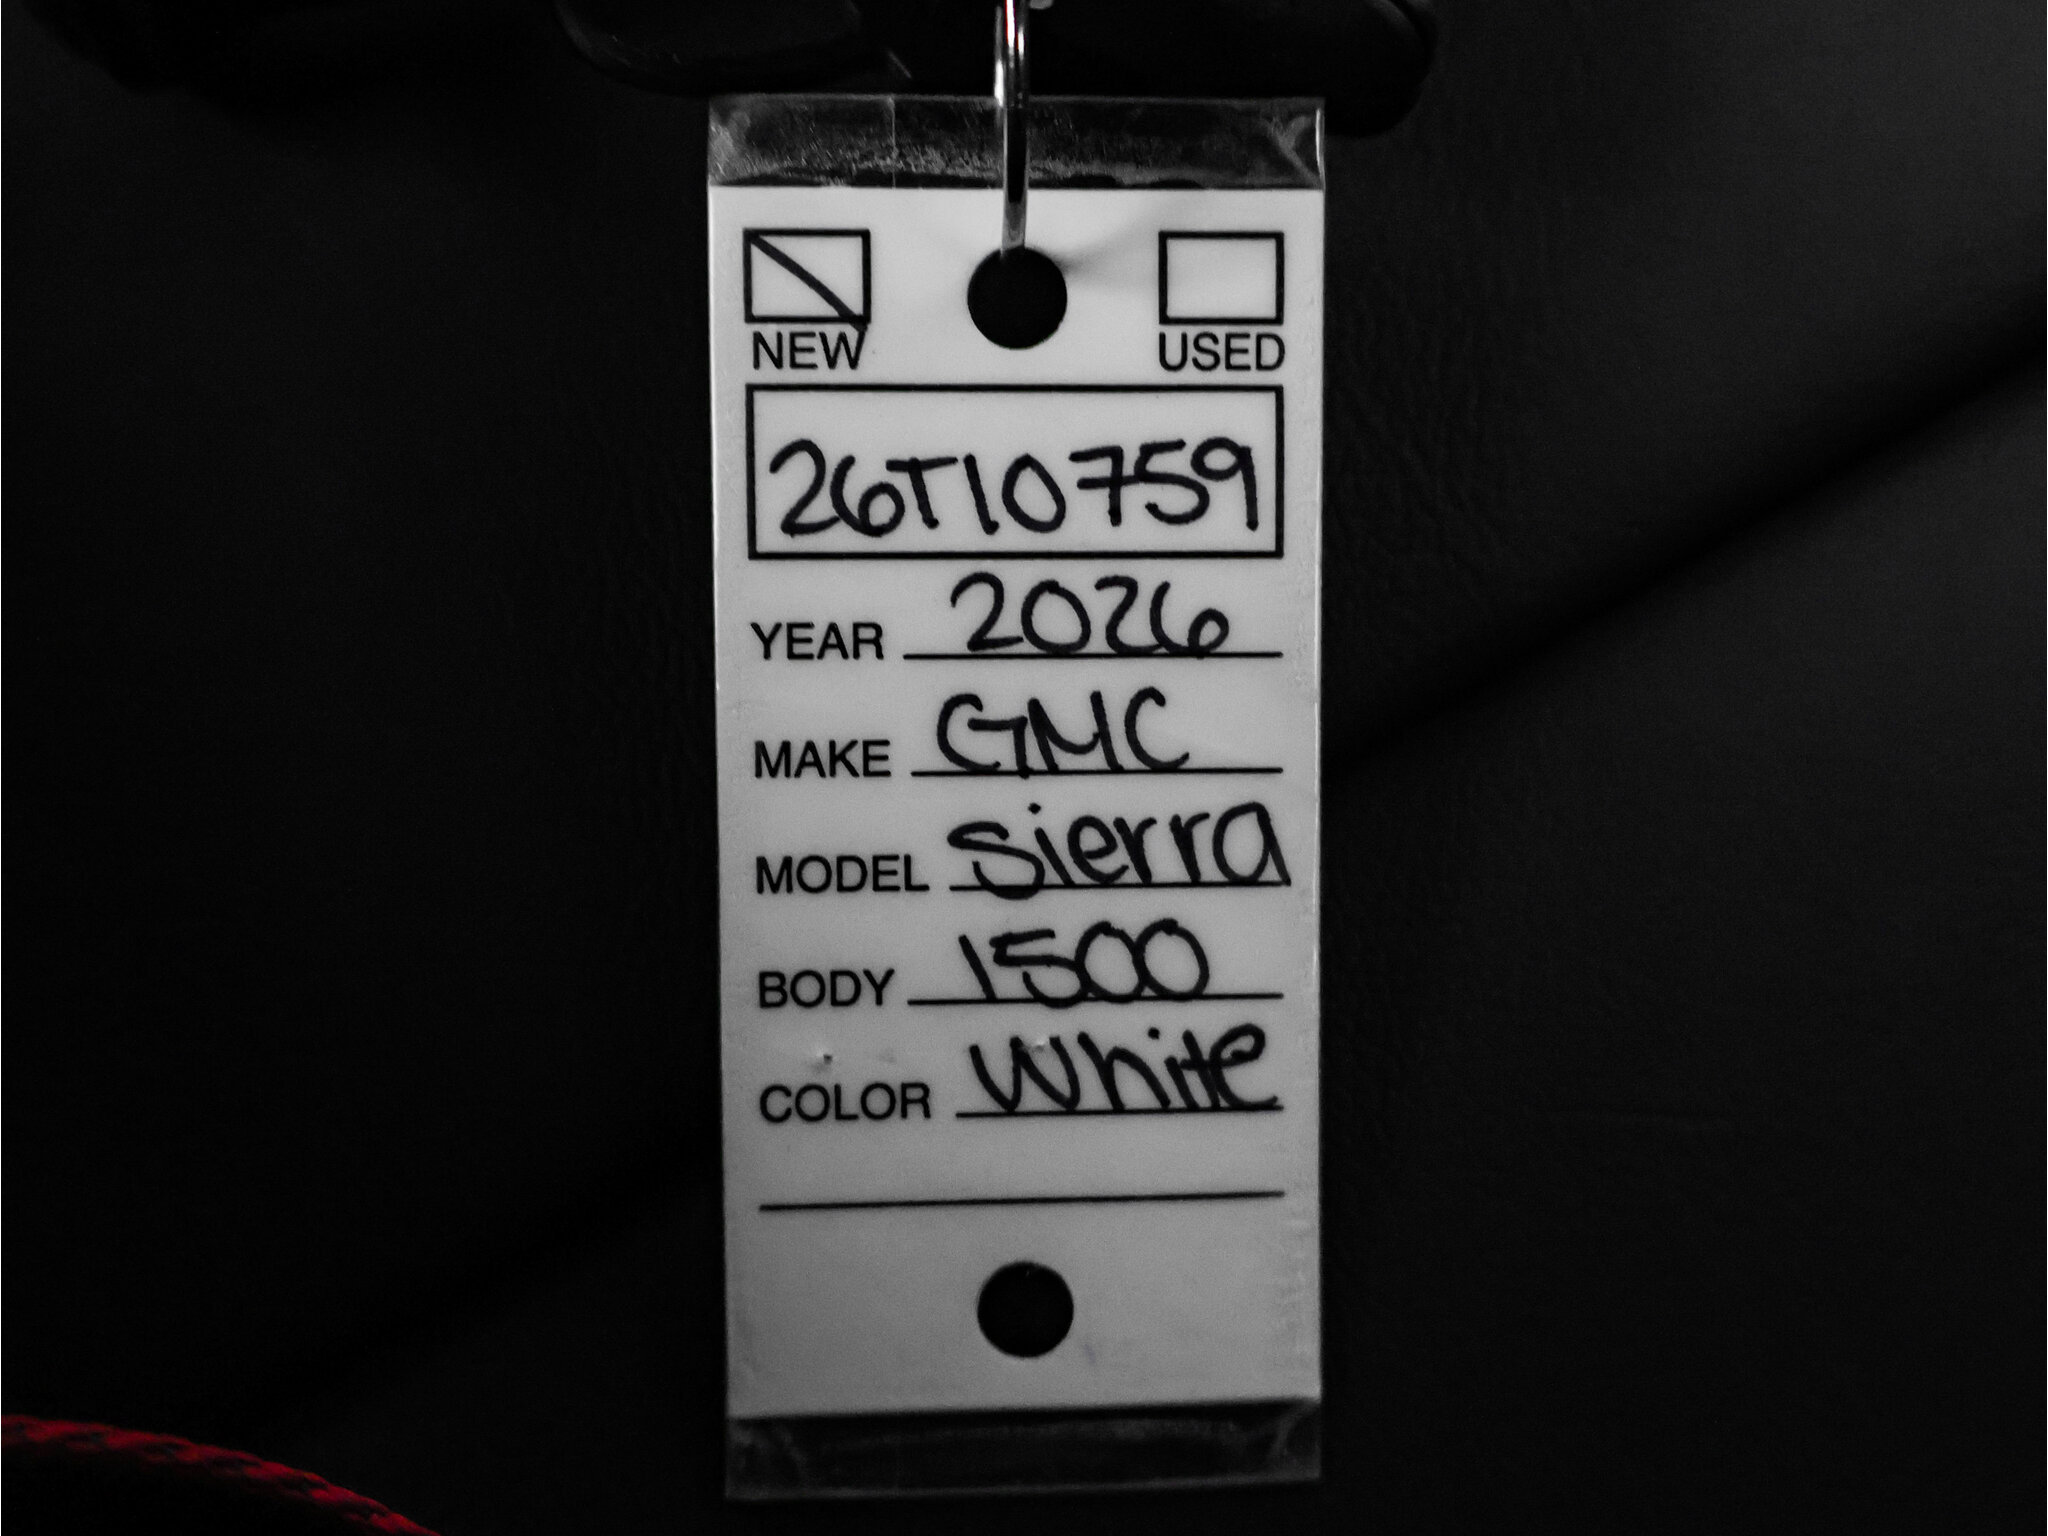 NEW USED
26T10759
YEAR 2026
MAKE GMC
MODEL Sierra
BODY 1500
COLOR White